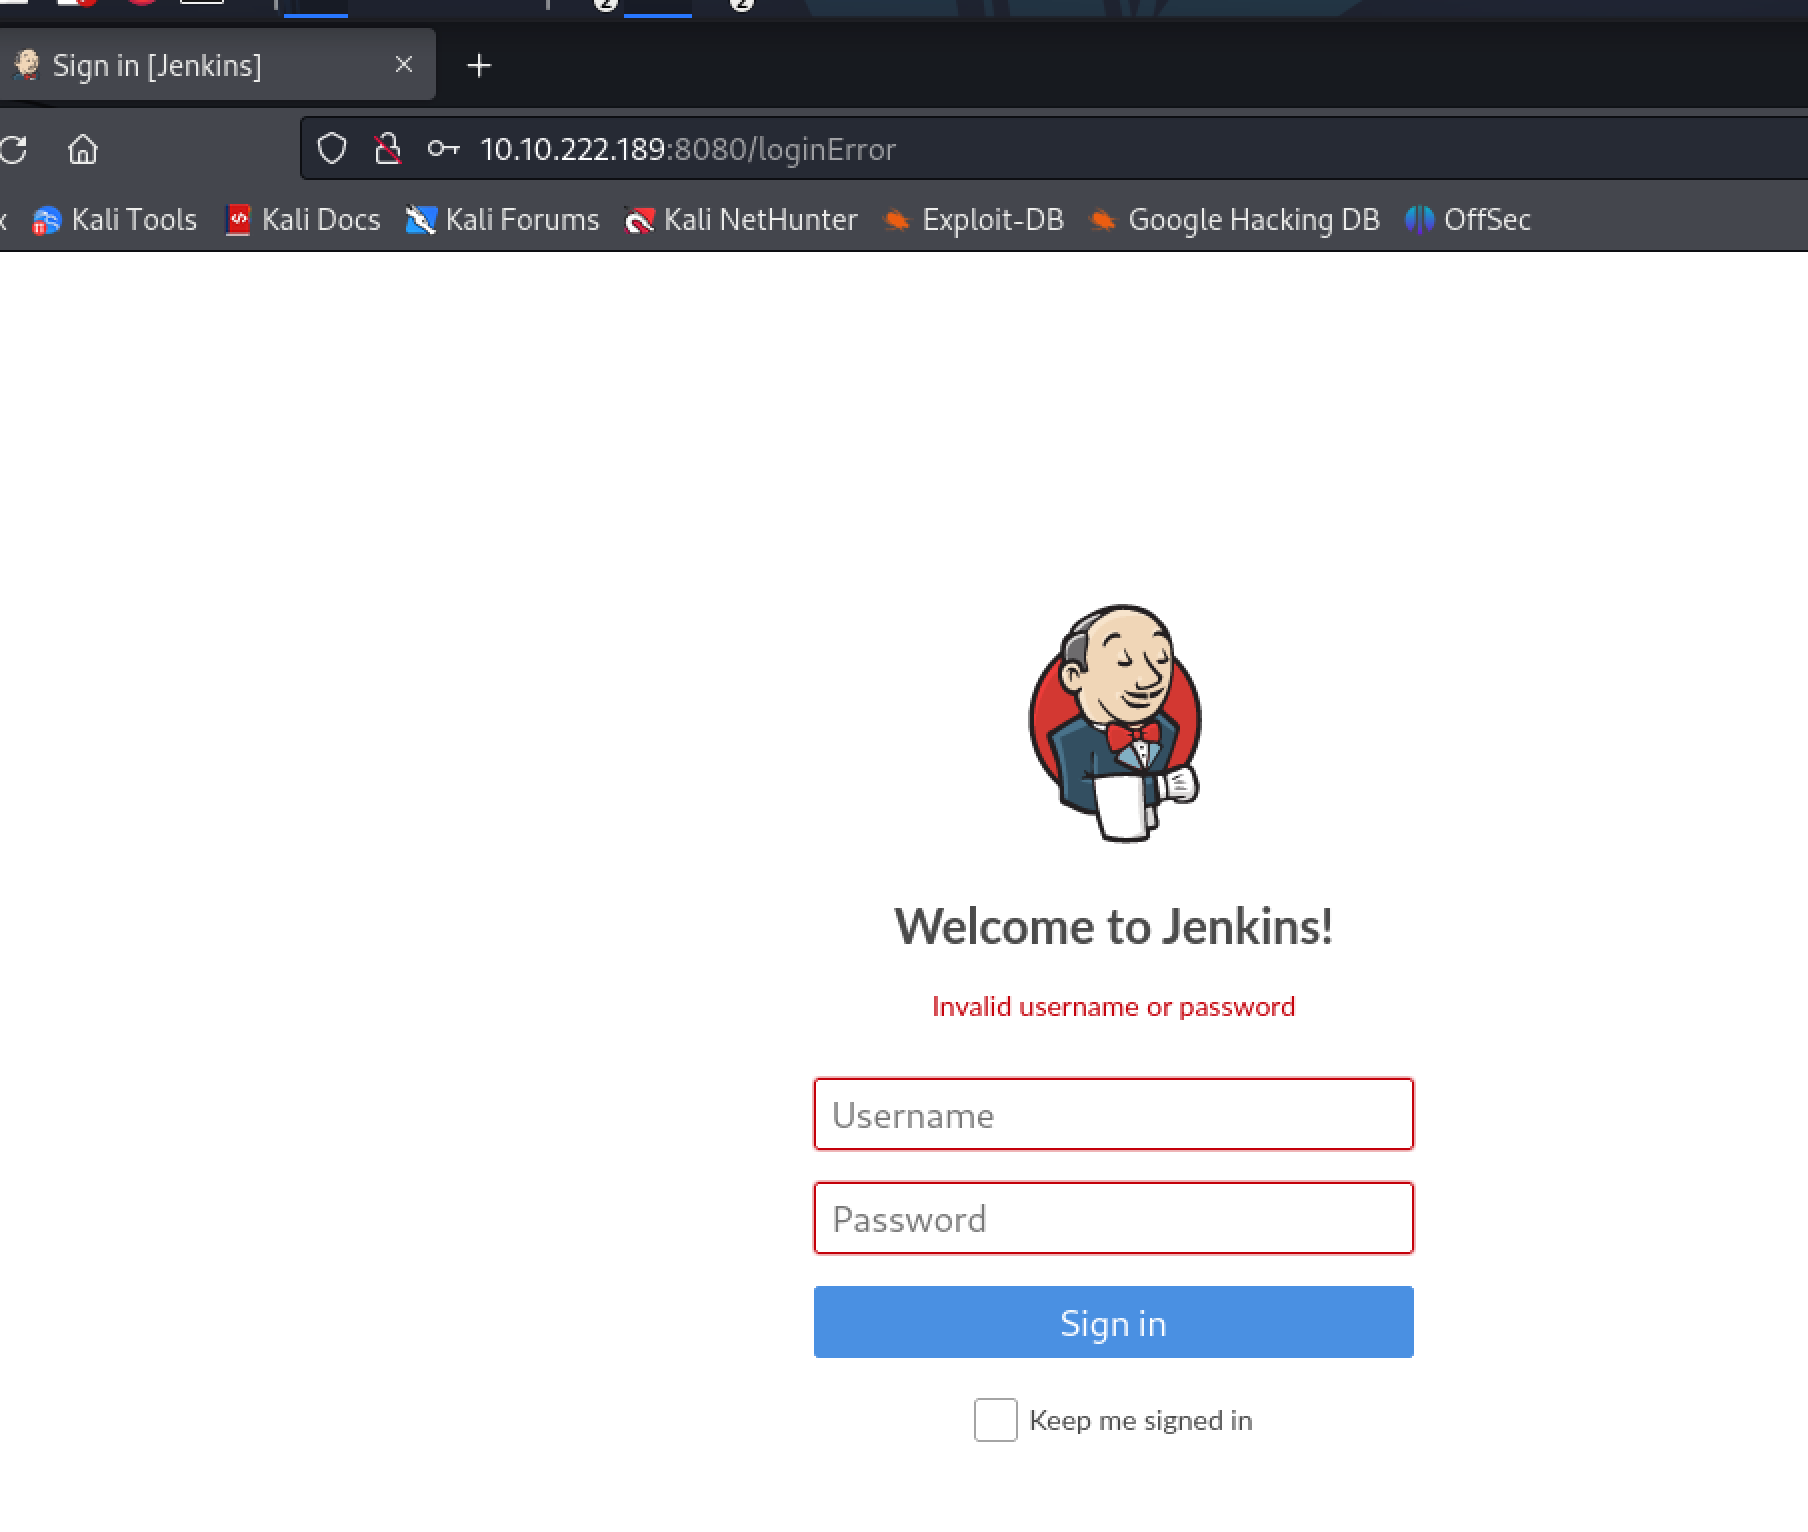 Sign in [Jenkins]
10.10.222.189:8080/loginError
Kali Tools Kali Docs Kali Forums Kali NetHunter Exploit-DB Google Hacking DB OffSec
Welcome to Jenkins!
Invalid username or password
Username
Password
Sign in
Keep me signed in